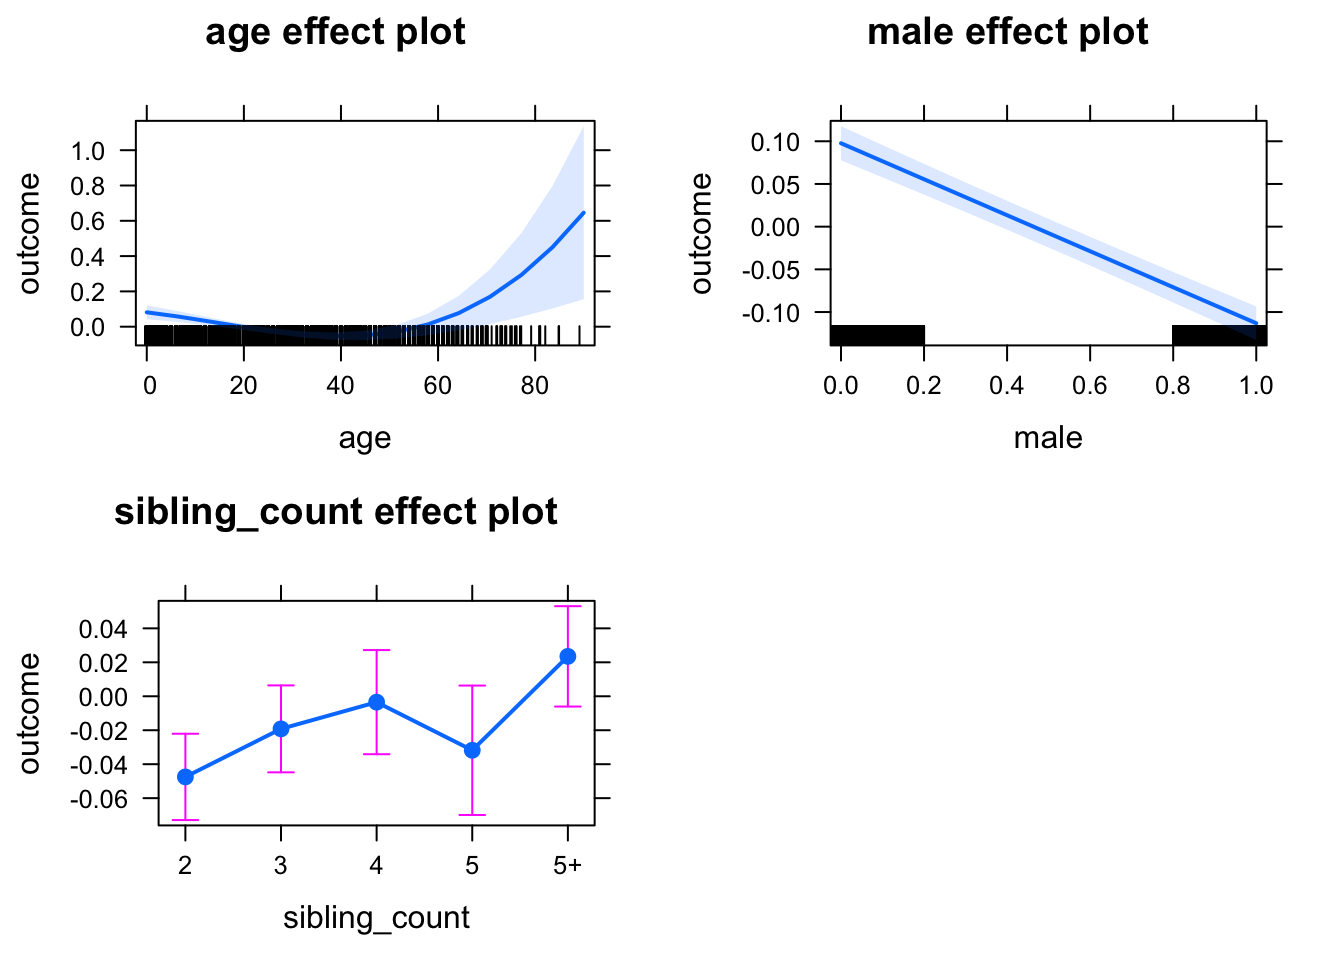 age effect plot
outcome
1.0
0.8
0.6
0.4
0.2
0.0
0 20 40 60 80
age
male effect plot
outcome
0.10
0.05
0.00
-0.05
-0.10
0.0 0.2 0.4 0.6 0.8 1.0
male
sibling_count effect plot
outcome
0.04
0.02
0.00
-0.02
-0.04
-0.06
2 3 4 5 5+
sibling_count